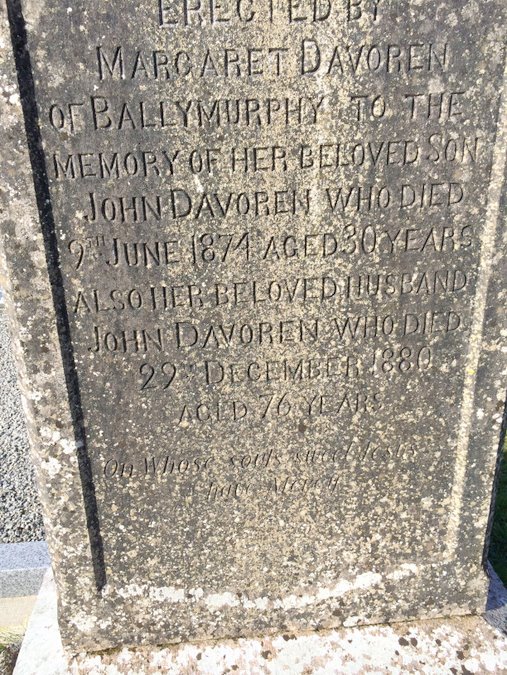 ERECTED BY
MARGARET DAVOREN
OF BALLYMURPHY TO THE
MEMORY OF HER BELOVED SON
JOHN DAVOREN WHO DIED
9TH JUNE 1874 AGED 30 YEARS
ALSO HER BELOVED HUSBAND
JOHN DAVOREN WHO DIED
29TH DECEMBER 1880
AGED 76 YEARS
On Whose souls sweet Jesus
have Mercy